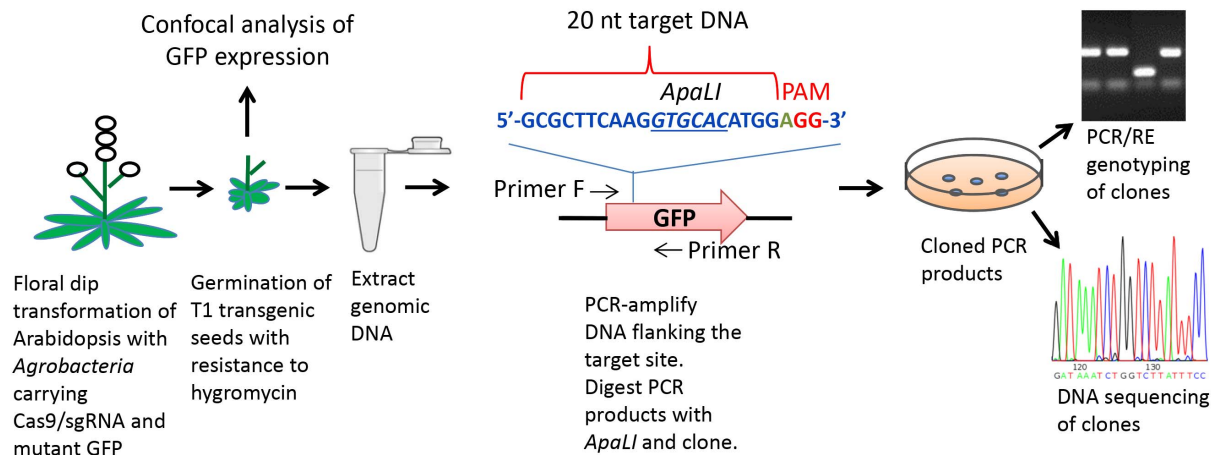 Confocal analysis of
GFP expression
20 nt target DNA
ApaLI
PAM
5’-GCGCTTCAAGGTGCACATGGAGG-3’
Primer F
GFP
Primer R
Floral dip
transformation of
Arabidopsis with
Agrobacteria
carrying
Cas9/sgRNA and
mutant GFP
Germination of
T1 transgenic
seeds with
resistance to
hygromycin
Extract
genomic
DNA
PCR-amplify
DNA flanking the
target site.
Digest PCR
products with
ApaLI and clone.
Cloned PCR
products
PCR/RE
genotyping
of clones
GATAAATCTGGTCTTATTTCC
120 130
DNA sequencing
of clones